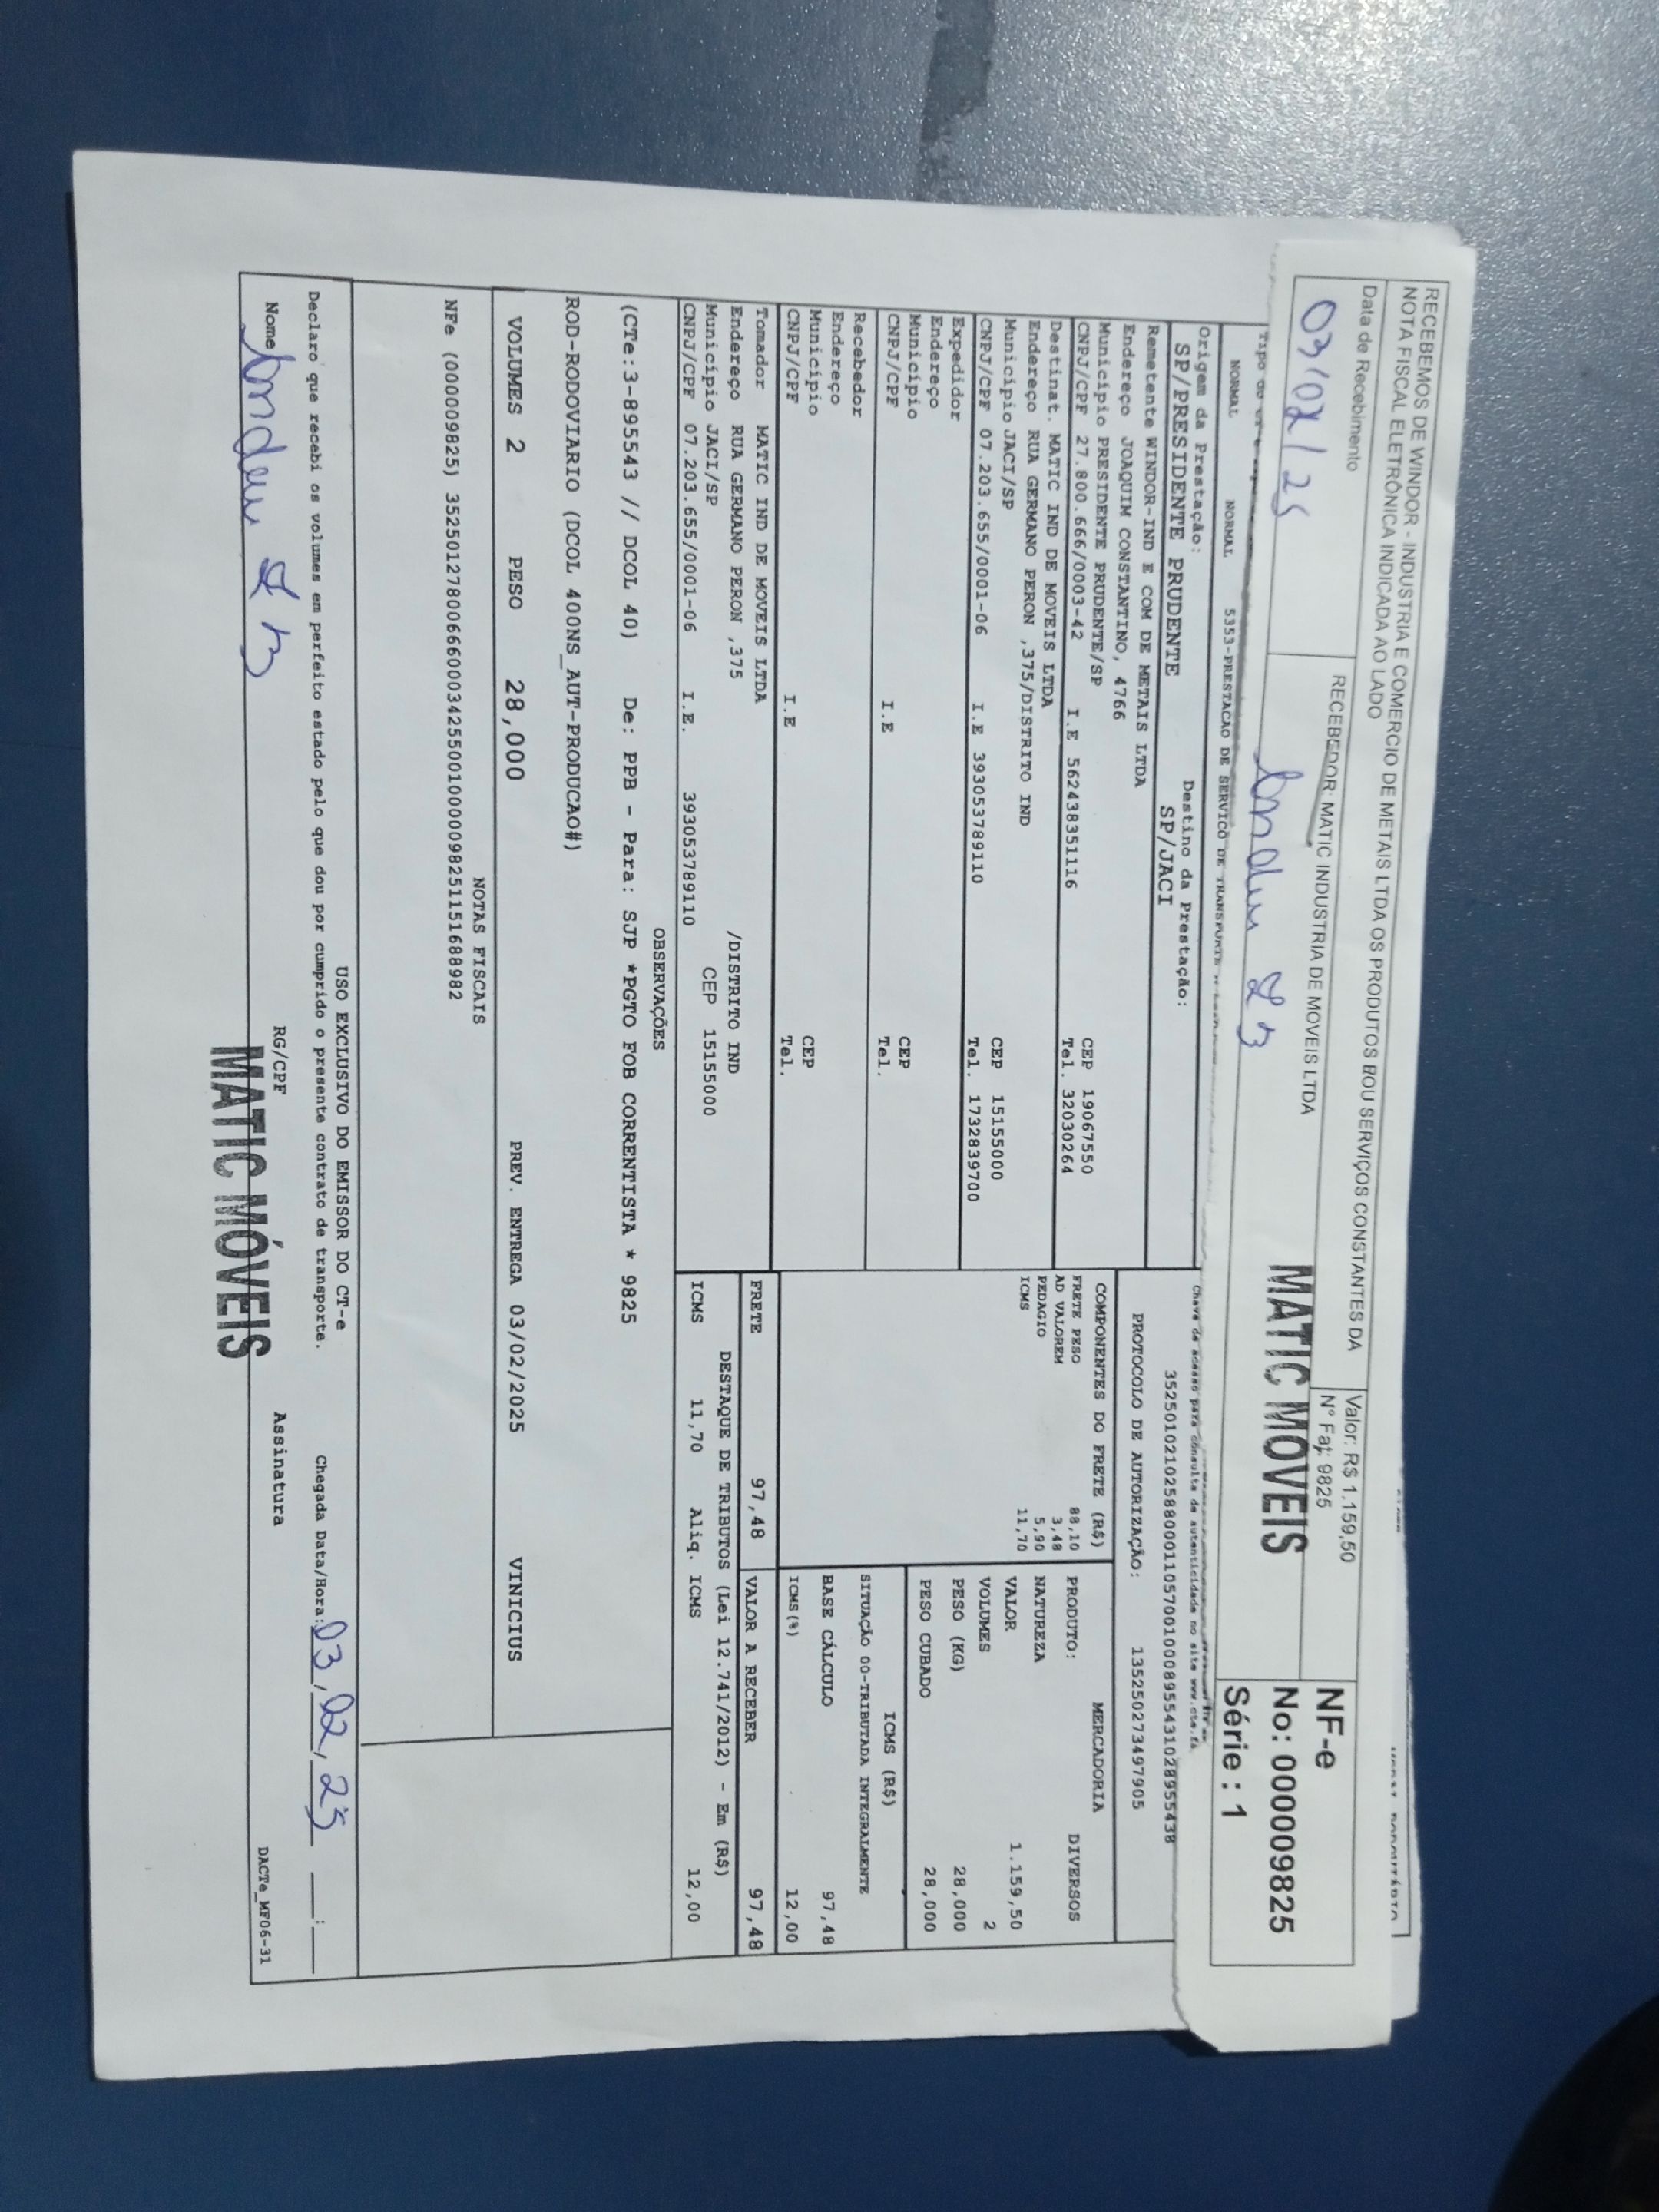 RECEBEMOS DE WINDOR - INDUSTRIA E COMERCIO DE METAIS LTDA OS PRODUTOS E/OU SERVIÇOS CONSTANTES DA
NOTA FISCAL ELETRÔNICA INDICADA AO LADO
Valor: R$ 1.159,50
Nº Fat: 9825
Data de Recebimento
03/02/25
RECEBEDOR: MATIC INDUSTRIA DE MOVEIS LTDA
MATIC MOVEIS
NF-e
No: 000009825
Série : 1
NORMAL NORMAL 5353-PRESTACAO DE SERVICO DE TRANSPORTE
Origem da Prestação: Destino da Prestação:
SP/PRESIDENTE PRUDENTE SP/JACI
Chave de acesso para consulta de autenticidade no site www.cte.fa
PROTOCOLO DE AUTORIZAÇÃO: 135250273497905
Remetente WINDOR-IND E COM DE METAIS LTDA
Endereço JOAQUIM CONSTANTINO, 4766
Municipio PRESIDENTE PRUDENTE/SP CEP 19067550
CNPJ/CPF 27.800.666/0003-42 I.E 562438351116 Tel. 32030264
Destinat. MATIC IND DE MOVEIS LTDA
Endereço RUA GERMANO PERON ,375/DISTRITO IND
Municipio JACI/SP CEP 15155000
CNPJ/CPF 07.203.655/0001-06 I.E 393053789110 Tel. 1732839700
Expedidor
Endereço
Municipio CEP
CNPJ/CPF I.E Tel.
Recebedor
Endereço
Municipio CEP
CNPJ/CPF I.E Tel.
COMPONENTES DO FRETE (R$)
FRETE PESO 88,10
AD VALOREM 3,48
PEDAGIO 5,90
ICMS 11,70
MERCADORIA
PRODUTO: DIVERSOS
NATUREZA
VALOR 1.159,50
VOLUMES 2
PESO (KG) 28,000
PESO CUBADO 28,000
ICMS (R$)
SITUAÇÃO 00-TRIBUTADA INTEGRALMENTE
BASE CÁLCULO 97,48
ICMS(%) 12,00
Tomador MATIC IND DE MOVEIS LTDA
Endereço RUA GERMANO PERON ,375 /DISTRITO IND
Municipio JACI/SP CEP 15155000
CNPJ/CPF 07.203.655/0001-06 I.E. 393053789110
FRETE 97,48 VALOR A RECEBER 97,48
DESTAQUE DE TRIBUTOS (Lei 12.741/2012) - Em (R$)
ICMS 11,70 Aliq. ICMS 12,00
OBSERVAÇÕES
(CTe:3-895543 // DCOL 40) De: PPB - Para: SJP *PGTO FOB CORRENTISTA * 9825
ROD-RODOVIARIO (DCOL 400NS_AUT-PRODUCAO#)
VOLUMES 2 PESO 28,000 PREV. ENTREGA 03/02/2025 VINICIUS
NOTAS FISCAIS
NFe (000009825) 35250127800666000342550010000098251151688982
USO EXCLUSIVO DO EMISSOR DO CT-e
Declaro que recebi os volumes em perfeito estado pelo que dou por cumprido o presente contrato de transporte. Chegada Data/Hora: 03/02/25 __:__
Nome RG/CPF Assinatura
MATIC MÓVEIS
DACTe_MF06-31